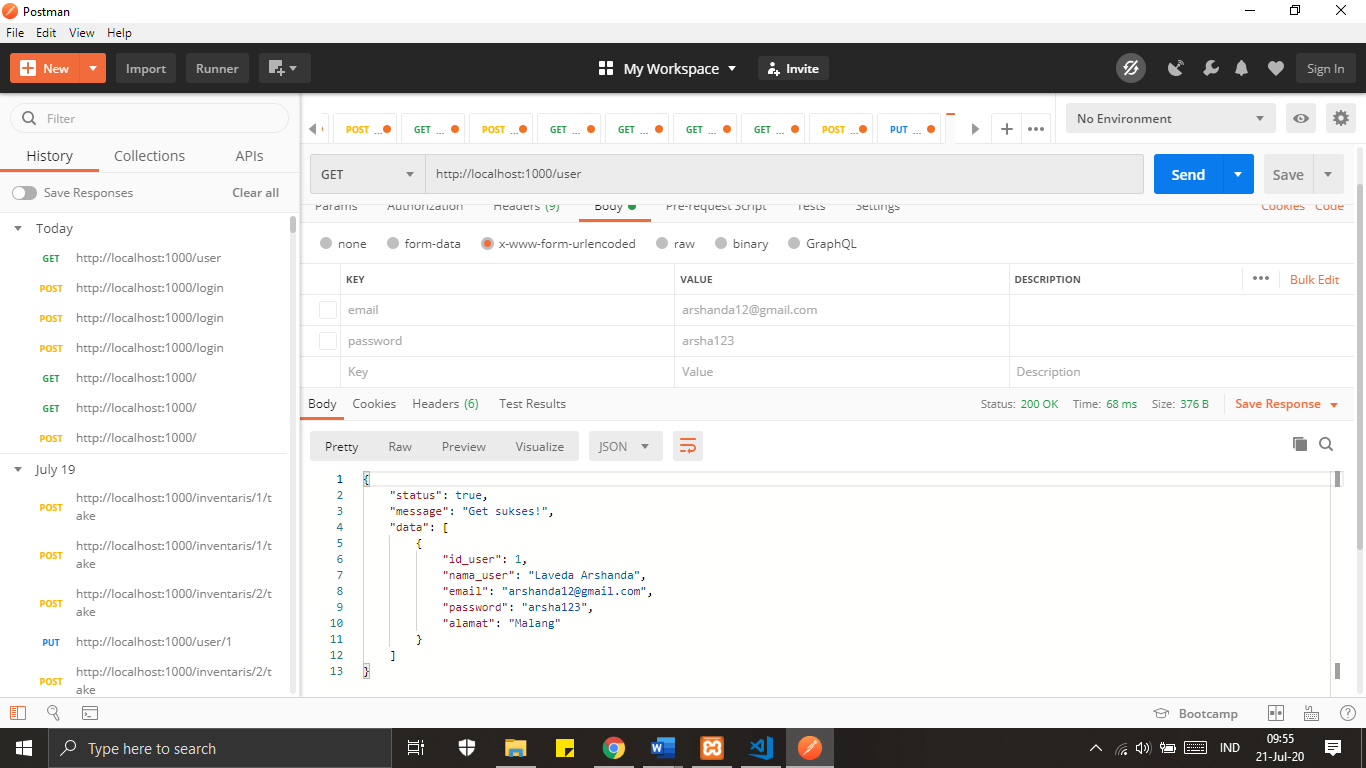 Postman
File Edit View Help
New Import Runner My Workspace Invite Sign In
Filter
History Collections APIs
Save Responses Clear all
Today
GET http://localhost:1000/user
POST http://localhost:1000/login
POST http://localhost:1000/login
POST http://localhost:1000/login
GET http://localhost:1000/
GET http://localhost:1000/
POST http://localhost:1000/
July 19
POST http://localhost:1000/inventaris/1/t
ake
POST http://localhost:1000/inventaris/1/t
ake
POST http://localhost:1000/inventaris/2/t
ake
PUT http://localhost:1000/user/1
POST http://localhost:1000/inventaris/2/t
ake
POST ... GET ... POST ... GET ... GET ... GET ... GET ... POST ... PUT ...
No Environment
GET http://localhost:1000/user Send Save
Params Authorization Headers (9) Body Pre-request Script Tests Settings Cookies Code
none form-data x-www-form-urlencoded raw binary GraphQL
KEY VALUE DESCRIPTION ••• Bulk Edit
email arshanda12@gmail.com
password arsha123
Key Value Description
Body Cookies Headers (6) Test Results Status: 200 OK Time: 68 ms Size: 376 B Save Response
Pretty Raw Preview Visualize JSON
1 {
2 "status": true,
3 "message": "Get sukses!",
4 "data": [
5 {
6 "id_user": 1,
7 "nama_user": "Laveda Arshanda",
8 "email": "arshanda12@gmail.com",
9 "password": "arsha123",
10 "alamat": "Malang"
11 }
12 ]
13 }
Bootcamp
Type here to search
IND
09:55
21-Jul-20